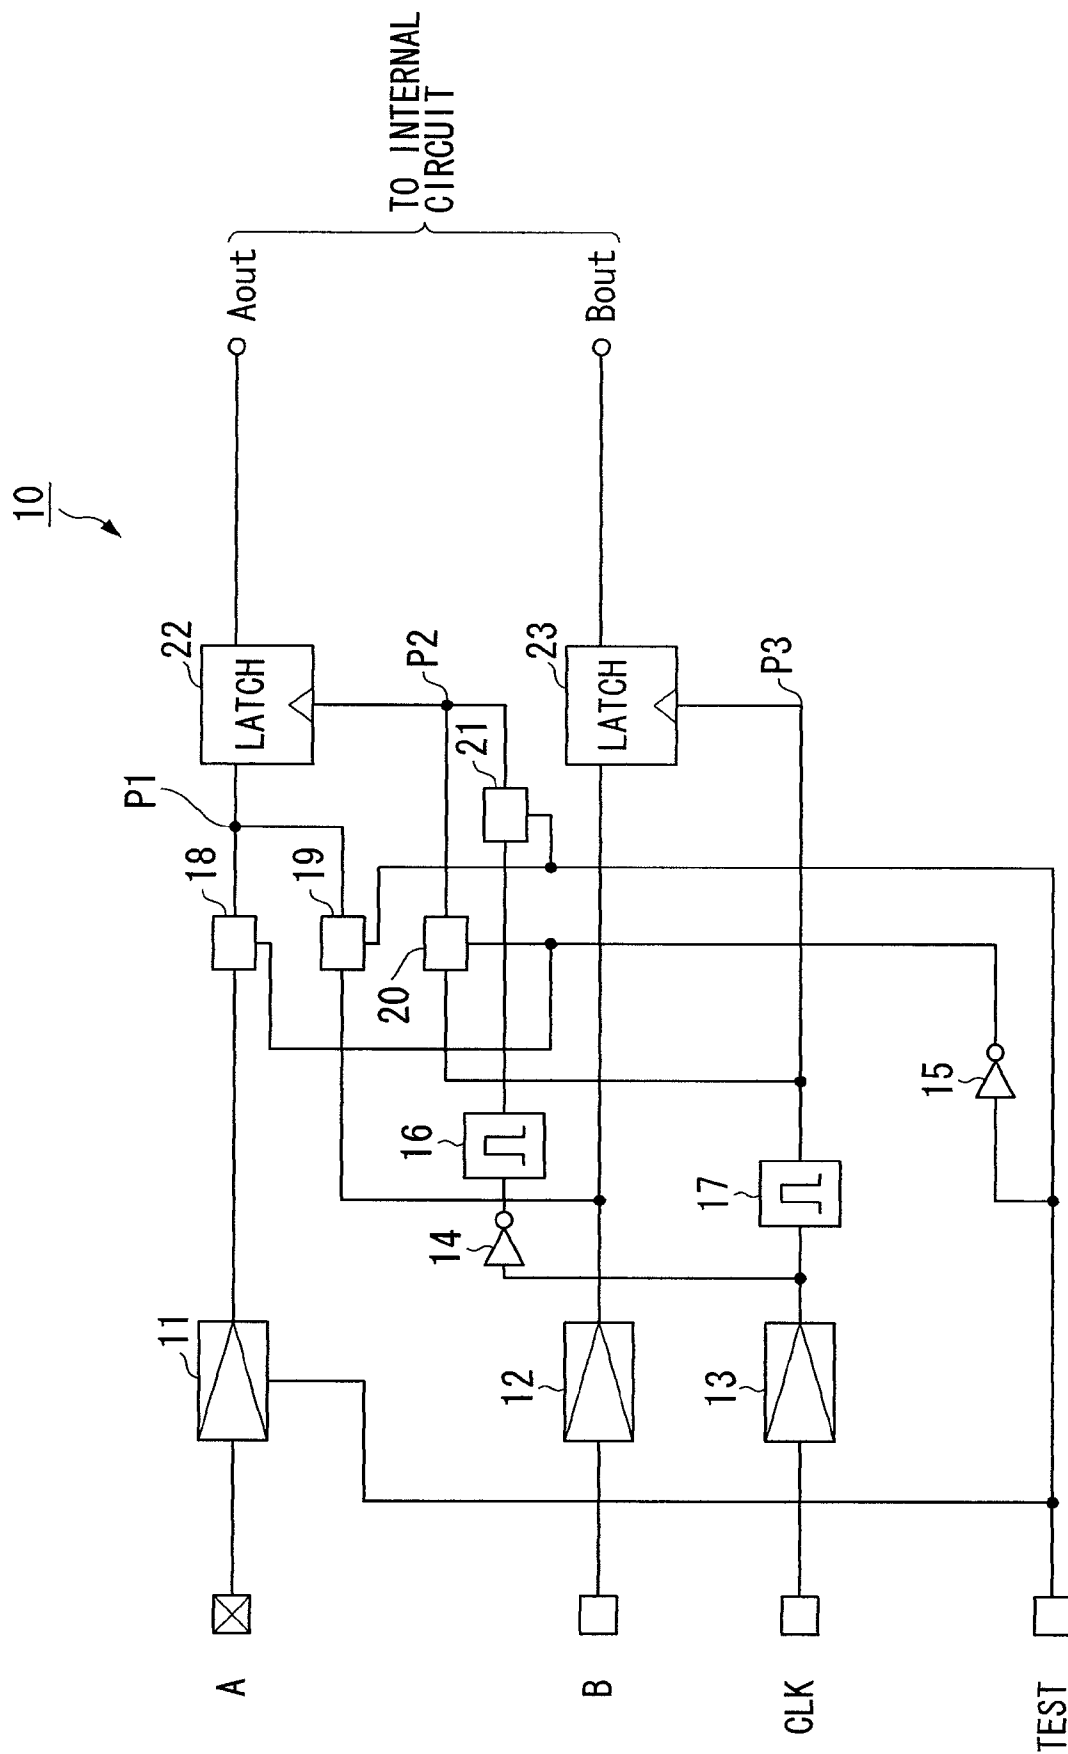 10
A
11
18
P1
22
LATCH
Aout
19
20
21
P2
16
14
TO INTERNAL
CIRCUIT
B
12
23
LATCH
Bout
CLK
13
17
P3
15
TEST